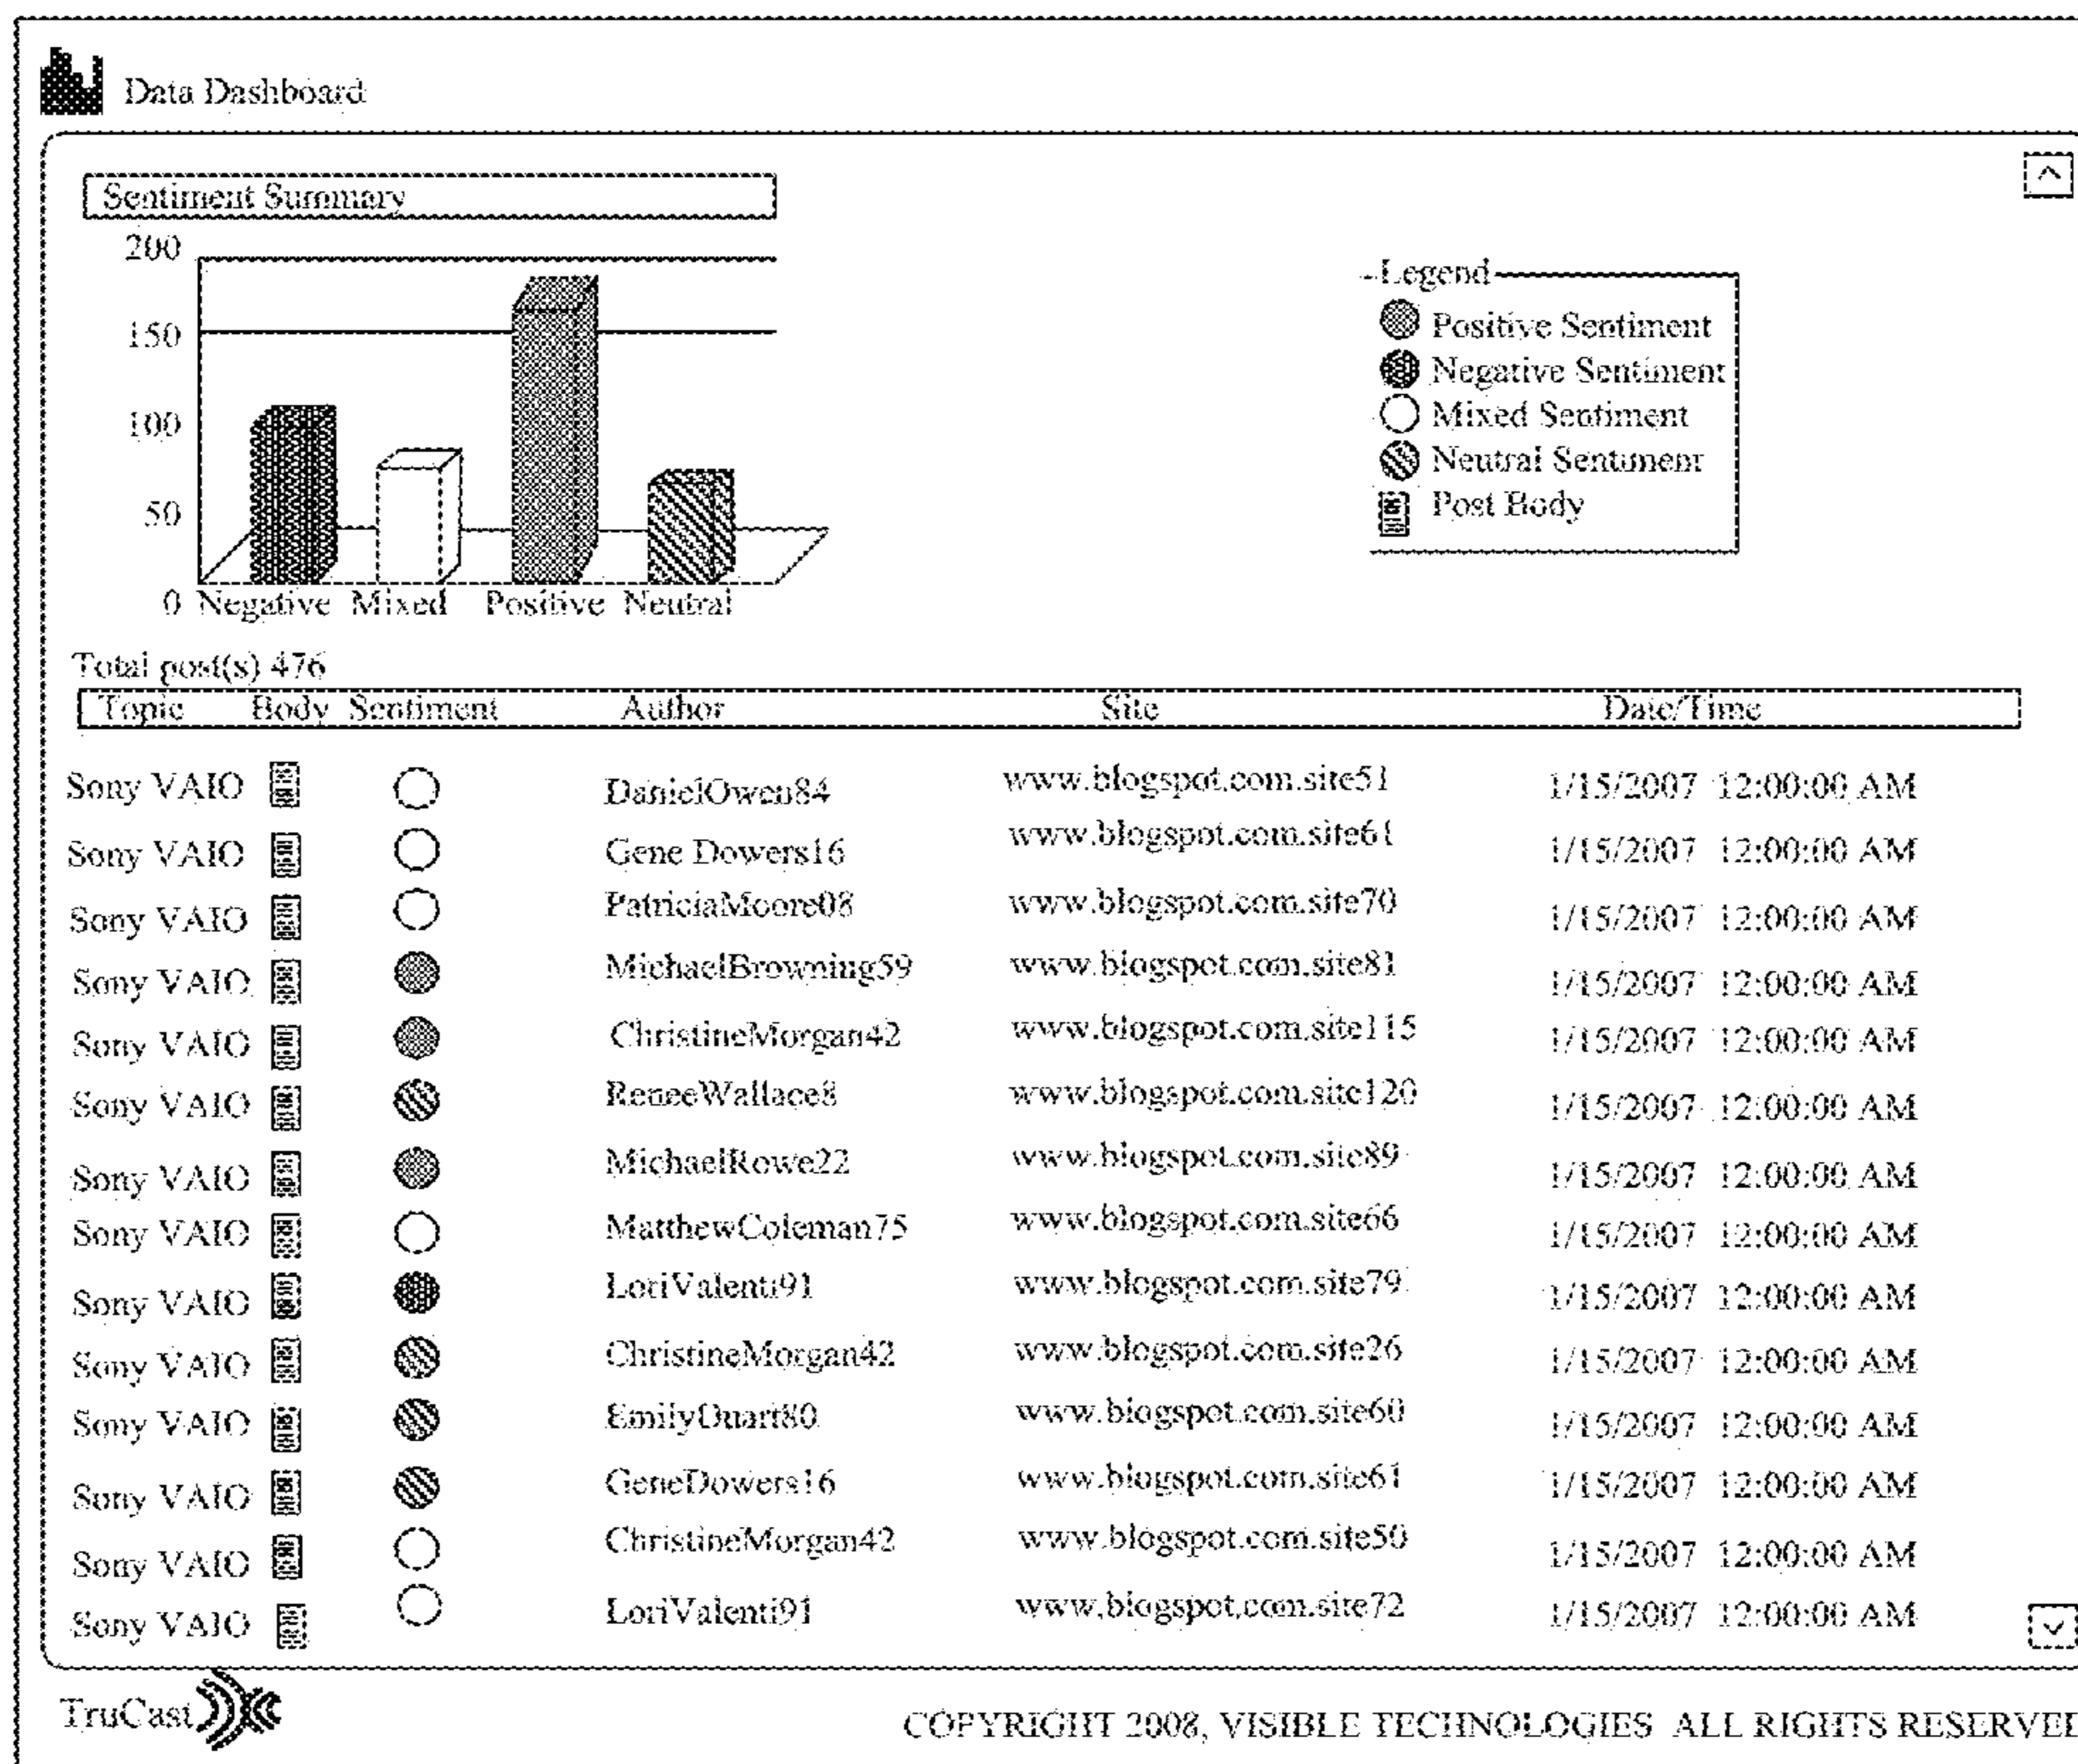 Data Dashboard
Sentiment Summary
200
150
100
50
0 Negative Mixed Positive Neutral
Legend
Positive Sentiment
Negative Sentiment
Mixed Sentiment
Neutral Sentiment
Post Body
Total post(s) 476
Topic Body Sentiment Author Site Date/Time
Sony VAIO DanielOwen84 www.blogspot.com.site51 1/15/2007 12:00:00 AM
Sony VAIO Gene Dowers16 www.blogspot.com.site61 1/15/2007 12:00:00 AM
Sony VAIO PatriciaMoore08 www.blogspot.com.site70 1/15/2007 12:00:00 AM
Sony VAIO MichaelBrowning59 www.blogspot.com.site81 1/15/2007 12:00:00 AM
Sony VAIO ChristineMorgan42 www.blogspot.com.site115 1/15/2007 12:00:00 AM
Sony VAIO ReneeWallace8 www.blogspot.com.site120 1/15/2007 12:00:00 AM
Sony VAIO MichaelRowe22 www.blogspot.com.site89 1/15/2007 12:00:00 AM
Sony VAIO MatthewColeman75 www.blogspot.com.site66 1/15/2007 12:00:00 AM
Sony VAIO LoriValenti91 www.blogspot.com.site79 1/15/2007 12:00:00 AM
Sony VAIO ChristineMorgan42 www.blogspot.com.site26 1/15/2007 12:00:00 AM
Sony VAIO EmilyDuart80 www.blogspot.com.site60 1/15/2007 12:00:00 AM
Sony VAIO GeneDowers16 www.blogspot.com.site61 1/15/2007 12:00:00 AM
Sony VAIO ChristineMorgan42 www.blogspot.com.site50 1/15/2007 12:00:00 AM
Sony VAIO LoriValenti91 www.blogspot.com.site72 1/15/2007 12:00:00 AM
TruCast
COPYRIGHT 2008, VISIBLE TECHNOLOGIES ALL RIGHTS RESERVED